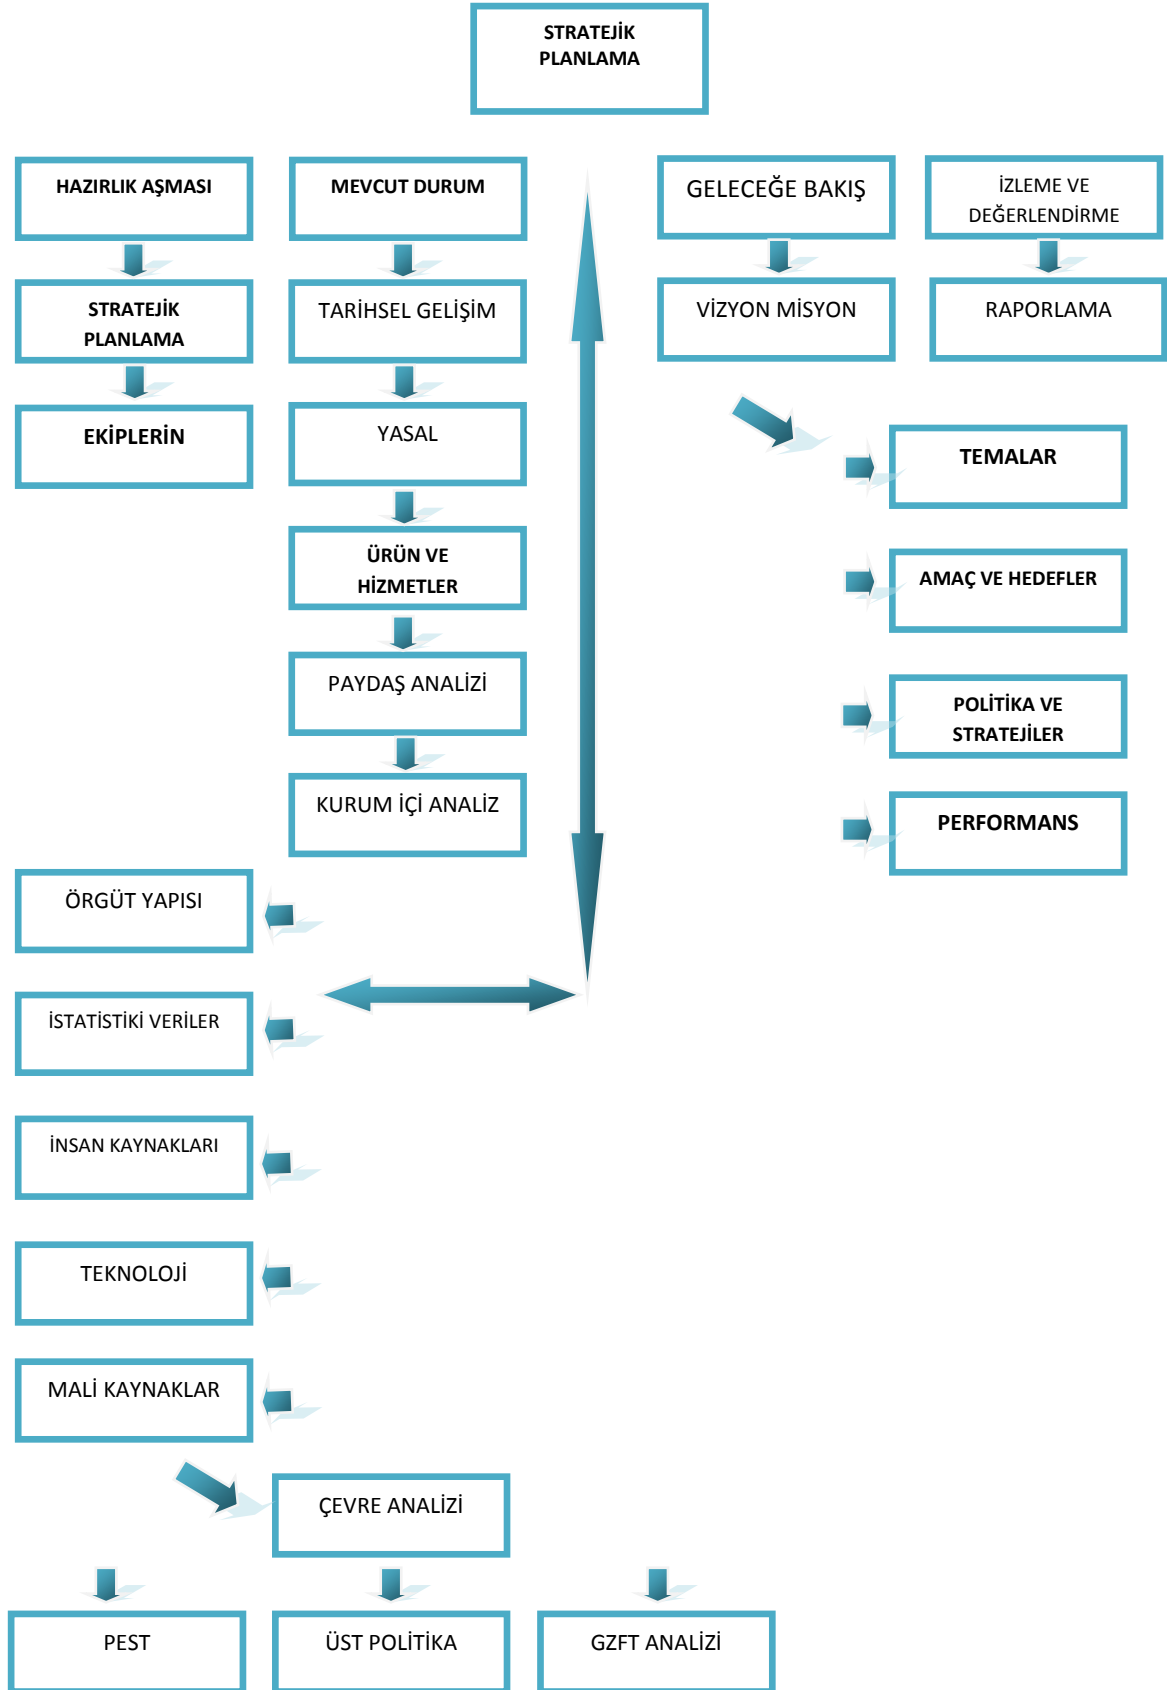 STRATEJİK
PLANLAMA
HAZIRLIK AŞMASI
MEVCUT DURUM
GELECEĞE BAKIŞ
İZLEME VE
DEĞERLENDİRME
STRATEJİK
PLANLAMA
TARİHSEL GELİŞİM
VİZYON MİSYON
RAPORLAMA
EKİPLERİN
YASAL
TEMALAR
ÜRÜN VE
HİZMETLER
AMAÇ VE HEDEFLER
PAYDAŞ ANALİZİ
POLİTİKA VE
STRATEJİLER
KURUM İÇİ ANALİZ
PERFORMANS
ÖRGÜT YAPISI
İSTATİSTİKİ VERİLER
İNSAN KAYNAKLARI
TEKNOLOJİ
MALİ KAYNAKLAR
ÇEVRE ANALİZİ
PEST
ÜST POLİTİKA
GZFT ANALİZİ